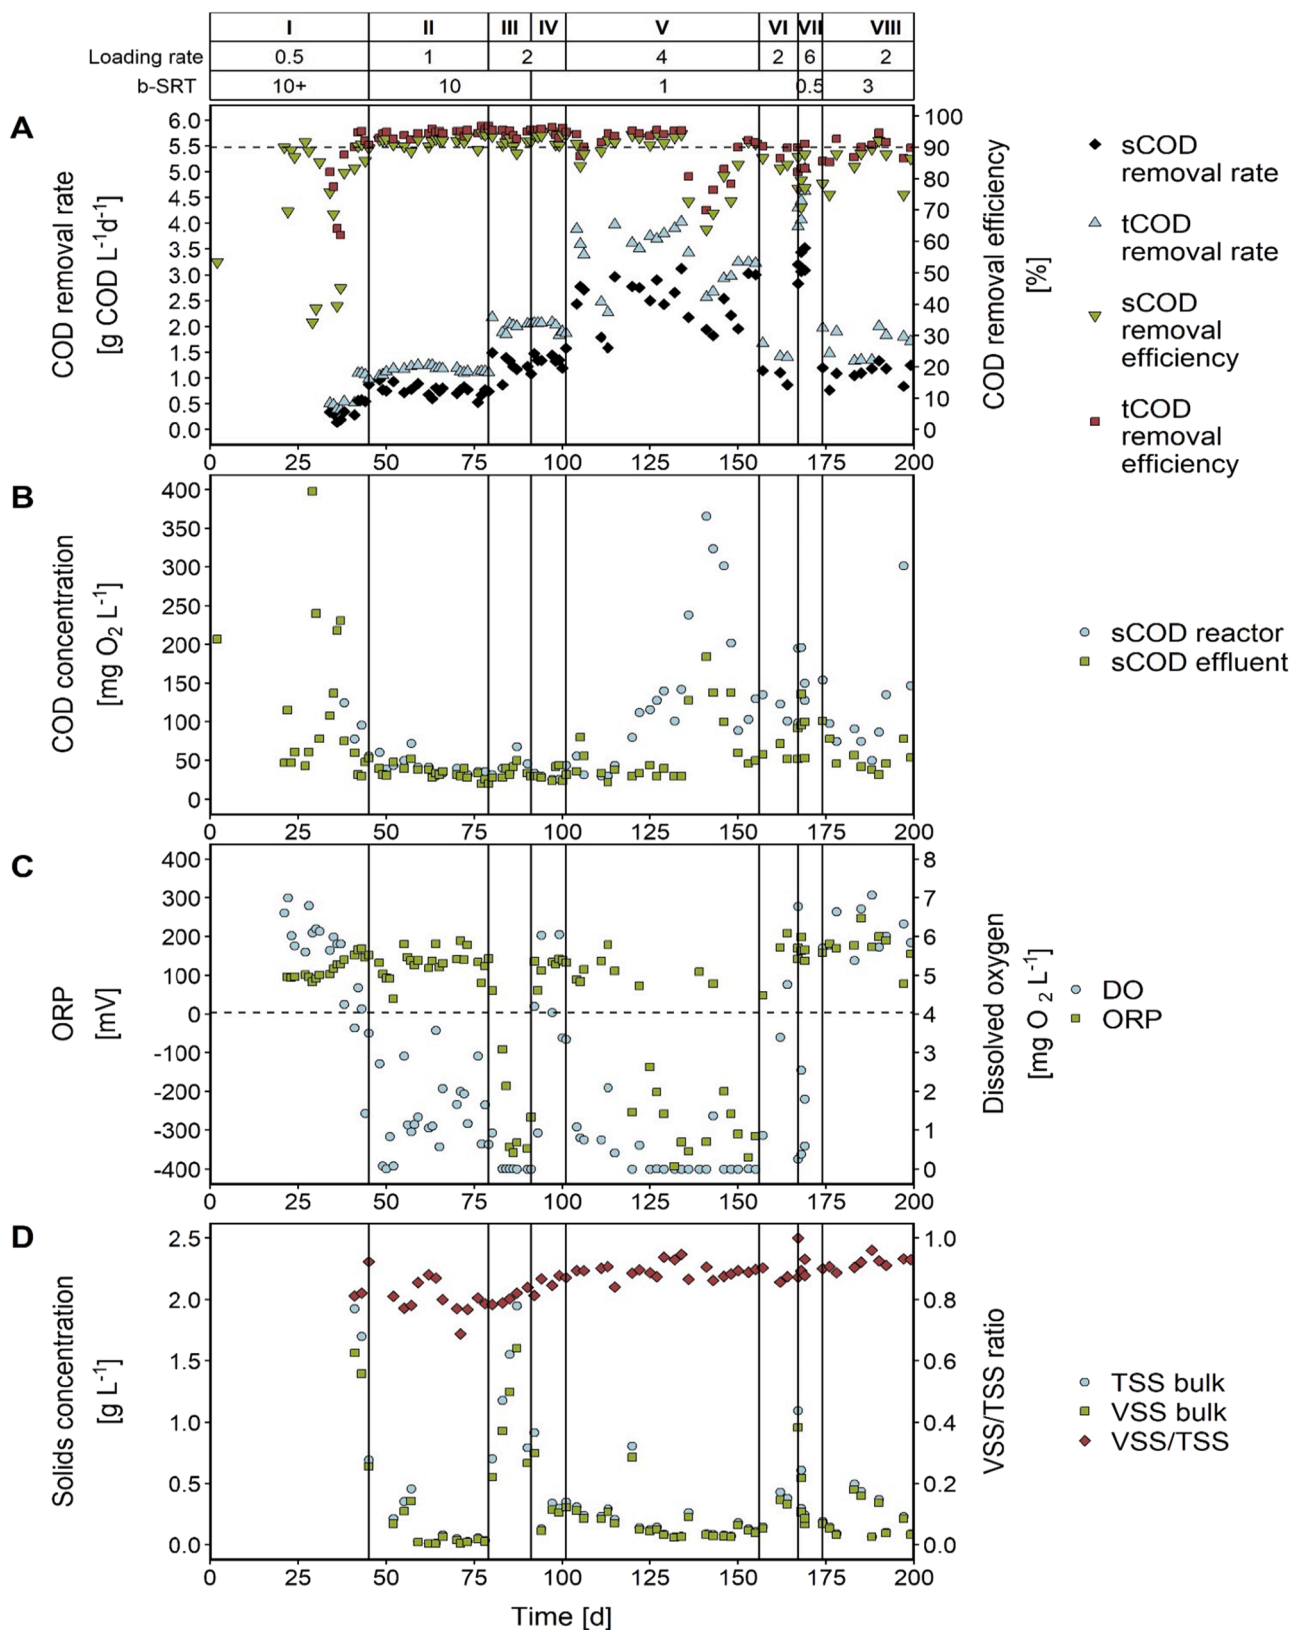 I II III IV V VI VII VIII
Loading rate 0.5 1 2 4 2 6 2
b-SRT 10+ 10 1 0.5 3
A
COD removal rate
[g COD L⁻¹d⁻¹]
6.0
5.5
5.0
4.5
4.0
3.5
3.0
2.5
2.0
1.5
1.0
0.5
0.0
100
90
80
70
60
50
40
30
20
10
0
COD removal efficiency
[%]
0 25 50 75 100 125 150 175 200
sCOD
removal rate
tCOD
removal rate
sCOD
removal
efficiency
tCOD
removal
efficiency
B
COD concentration
[mg O₂ L⁻¹]
400
350
300
250
200
150
100
50
0
0 25 50 75 100 125 150 175 200
sCOD reactor
sCOD effluent
C
ORP
[mV]
400
300
200
100
0
-100
-200
-300
-400
8
7
6
5
4
3
2
1
0
Dissolved oxygen
[mg O ₂ L⁻¹]
0 25 50 75 100 125 150 175 200
DO
ORP
D
Solids concentration
[g L⁻¹]
2.5
2.0
1.5
1.0
0.5
0.0
1.0
0.8
0.6
0.4
0.2
0.0
VSS/TSS ratio
0 25 50 75 100 125 150 175 200
Time [d]
TSS bulk
VSS bulk
VSS/TSS